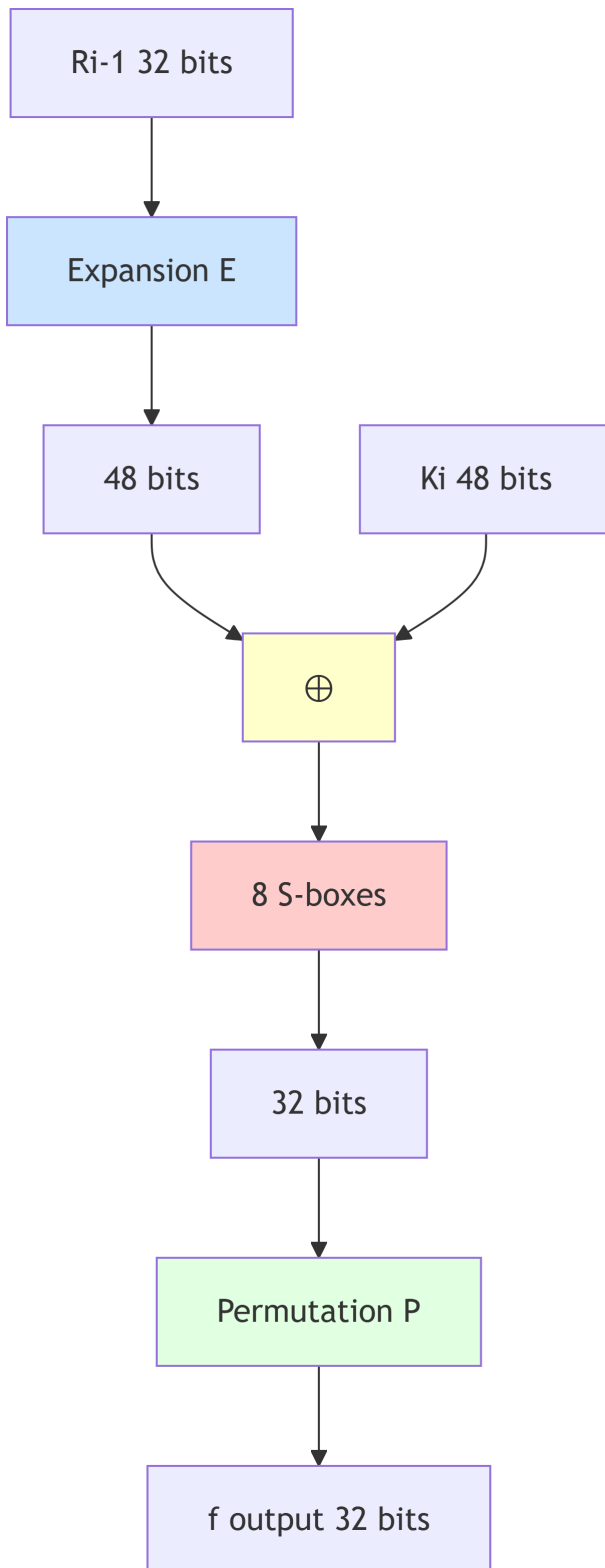 Ri-1 32 bits
Expansion E
48 bits
Ki 48 bits
⊕
8 S-boxes
32 bits
Permutation P
f output 32 bits